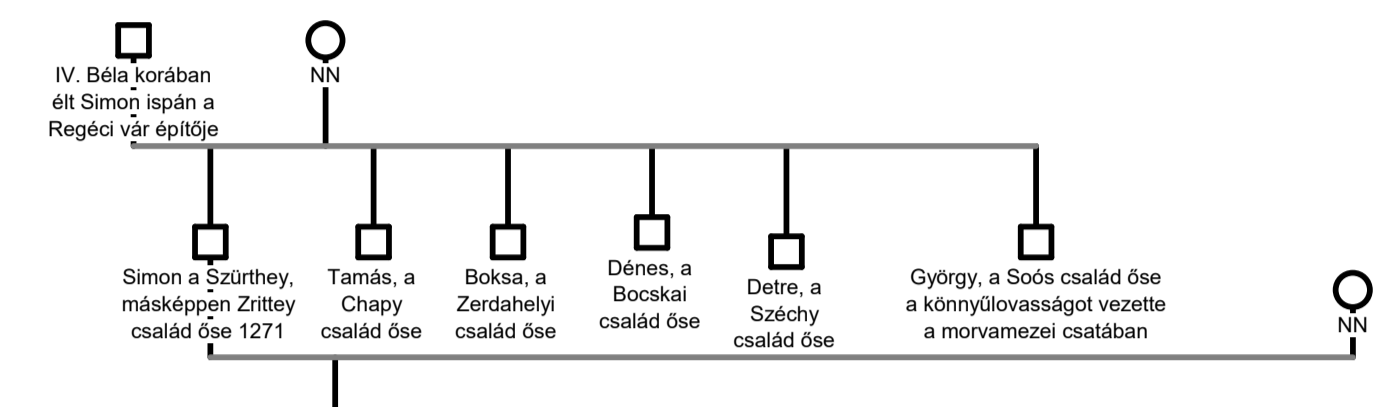 IV. Béla korában
élt Simon ispán a
Regéci vár építője
NN
Simon a Szürthey,
másképpen Zrittey
család őse 1271
Tamás, a
Chapy
család őse
Boksa, a
Zerdahelyi
család őse
Dénes, a
Bocskai
család őse
Detre, a
Széchy
család őse
György, a Soós család őse
a könnyűlovasságot vezette
a morvamezei csatában
NN